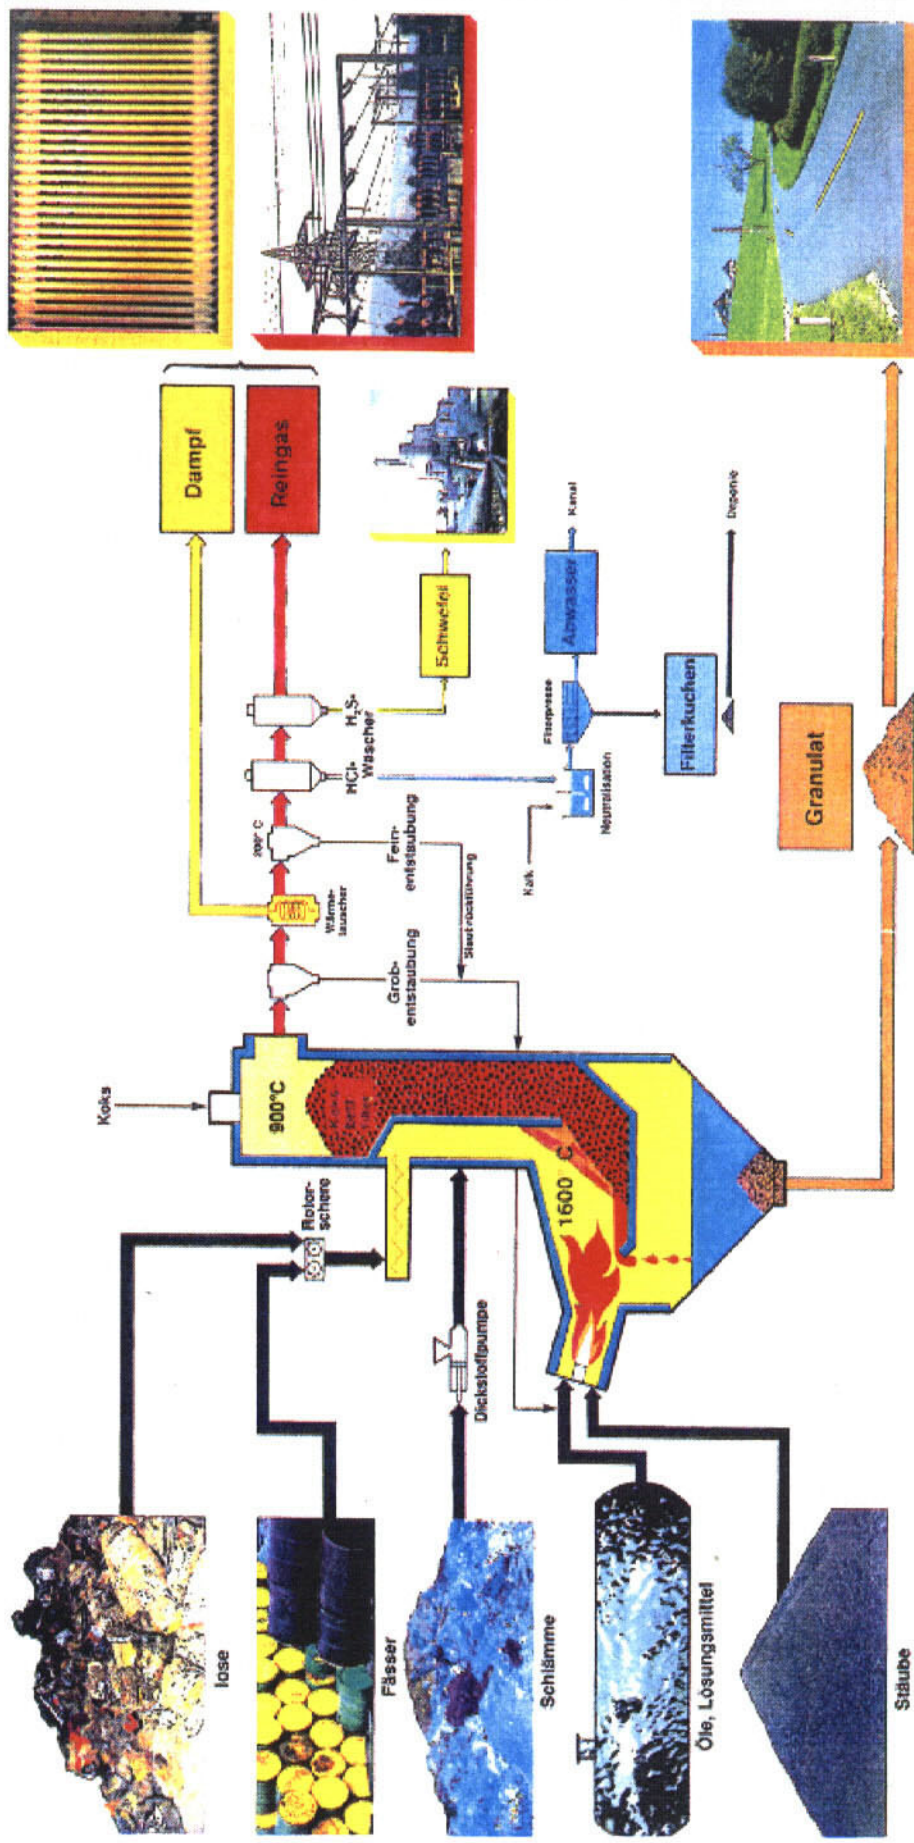 lose
Fässer
Schlämme
Öle, Lösungsmittel
Stäube
Rotor-
schere
Dickstoffpumpe
Koks
900°C
1600° C
Grob-
entstaubung
Wärme-
tauscher
200° C
Fein-
entstaubung
HCl-
H₂S-
Wäscher
Kalk
Neutralisation
Filterpresse
Dampf
Reingas
Schwefel
Abwasser
Kanal
Filterkuchen
Deponie
Granulat